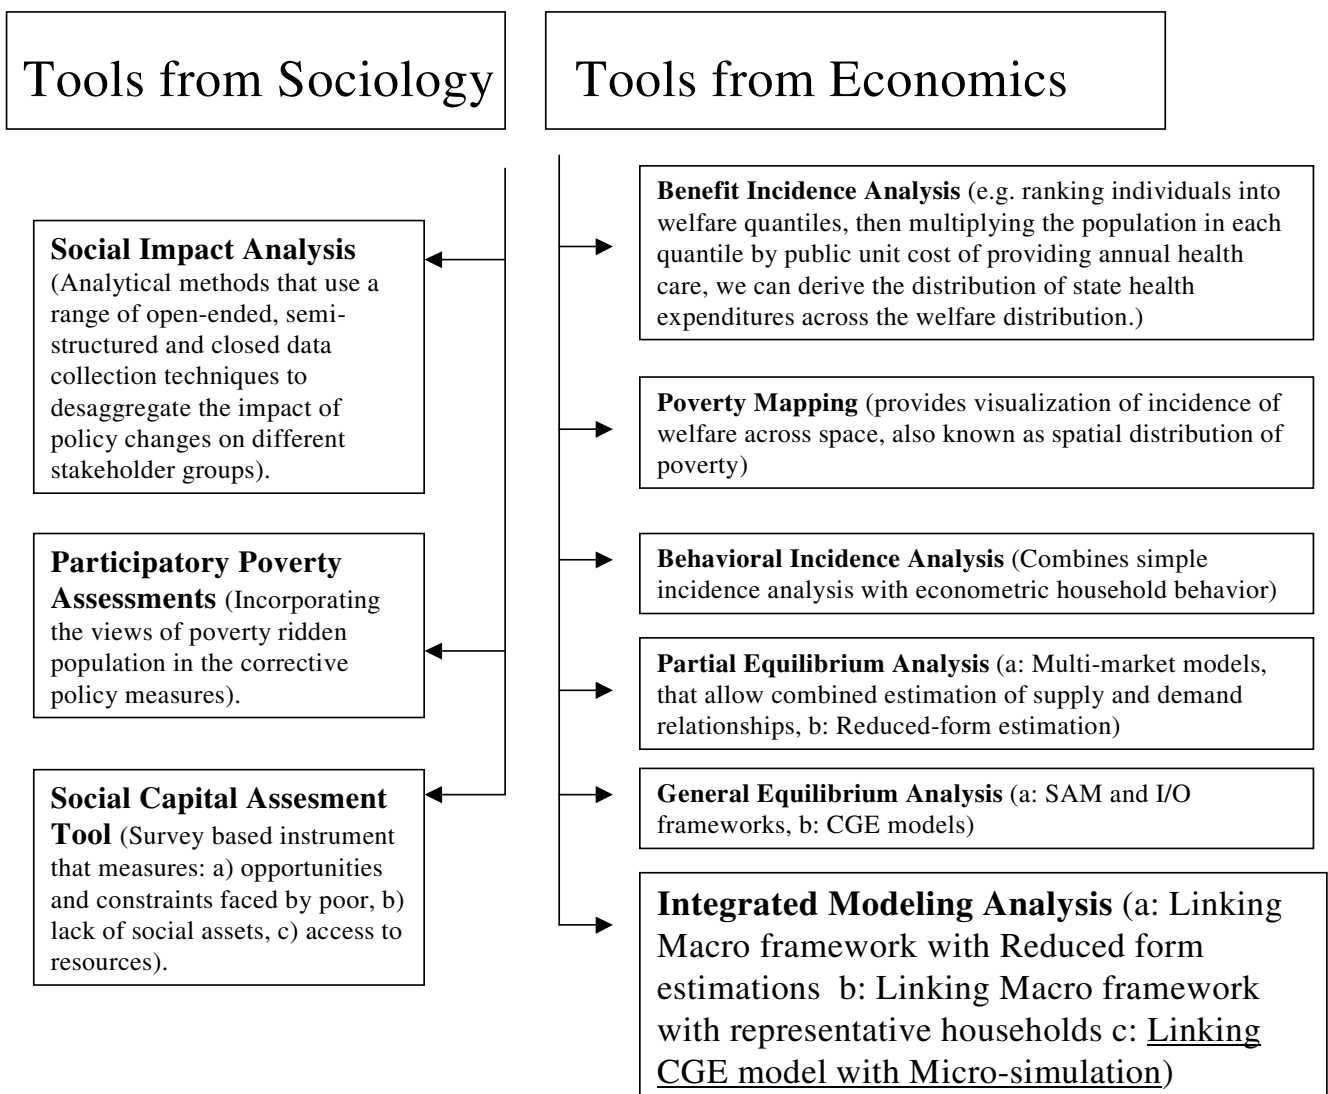 Tools from Sociology
Tools from Economics
Social Impact Analysis
(Analytical methods that use a
range of open-ended, semi-
structured and closed data
collection techniques to
desaggregate the impact of
policy changes on different
stakeholder groups).
Participatory Poverty
Assessments (Incorporating
the views of poverty ridden
population in the corrective
policy measures).
Social Capital Assesment
Tool (Survey based instrument
that measures: a) opportunities
and constraints faced by poor, b)
lack of social assets, c) access to
resources).
Benefit Incidence Analysis (e.g. ranking individuals into
welfare quantiles, then multiplying the population in each
quantile by public unit cost of providing annual health
care, we can derive the distribution of state health
expenditures across the welfare distribution.)
Poverty Mapping (provides visualization of incidence of
welfare across space, also known as spatial distribution of
poverty)
Behavioral Incidence Analysis (Combines simple
incidence analysis with econometric household behavior)
Partial Equilibrium Analysis (a: Multi-market models,
that allow combined estimation of supply and demand
relationships, b: Reduced-form estimation)
General Equilibrium Analysis (a: SAM and I/O
frameworks, b: CGE models)
Integrated Modeling Analysis (a: Linking
Macro framework with Reduced form
estimations b: Linking Macro framework
with representative households c: Linking
CGE model with Micro-simulation)